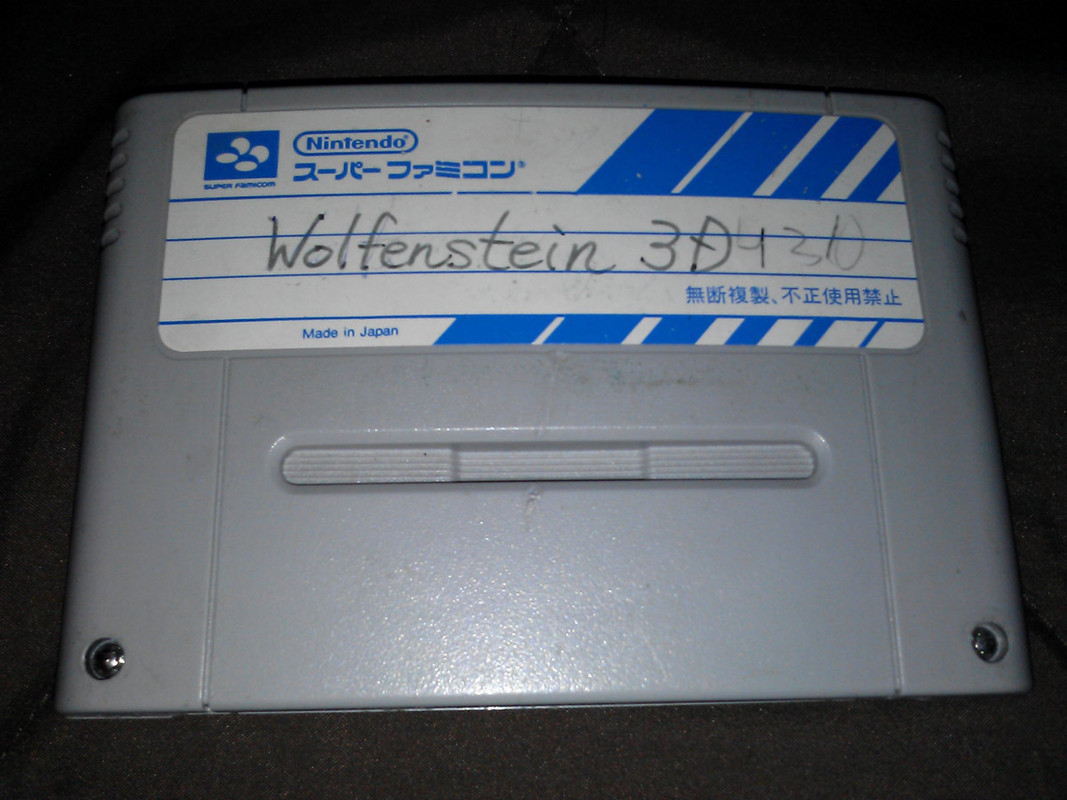 Nintendo®
SUPER FAMICOM
スーパーファミコン®
Wolfenstein 3D
無断複製、不正使用禁止
Made in Japan